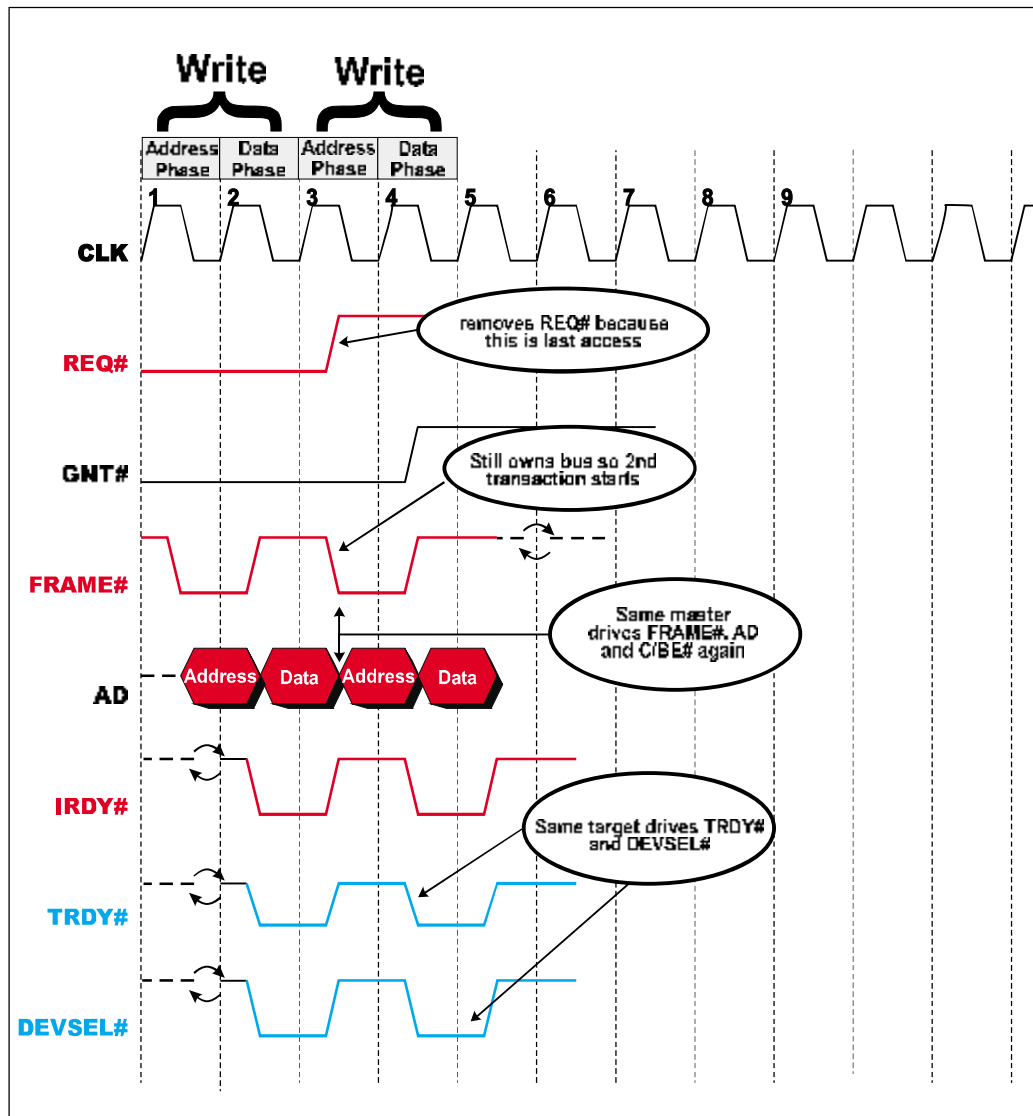 Write Write
Address Phase
Data Phase
Address Phase
Data Phase
1 2 3 4 5 6 7 8 9
CLK
removes REQ# because
this is last access
REQ#
Still owns bus so 2nd
transaction starts
GNT#
FRAME#
Same master
drives FRAME#, AD
and C/BE# again
Address Data Address Data
AD
IRDY#
Same target drives TRDY#
and DEVSEL#
TRDY#
DEVSEL#